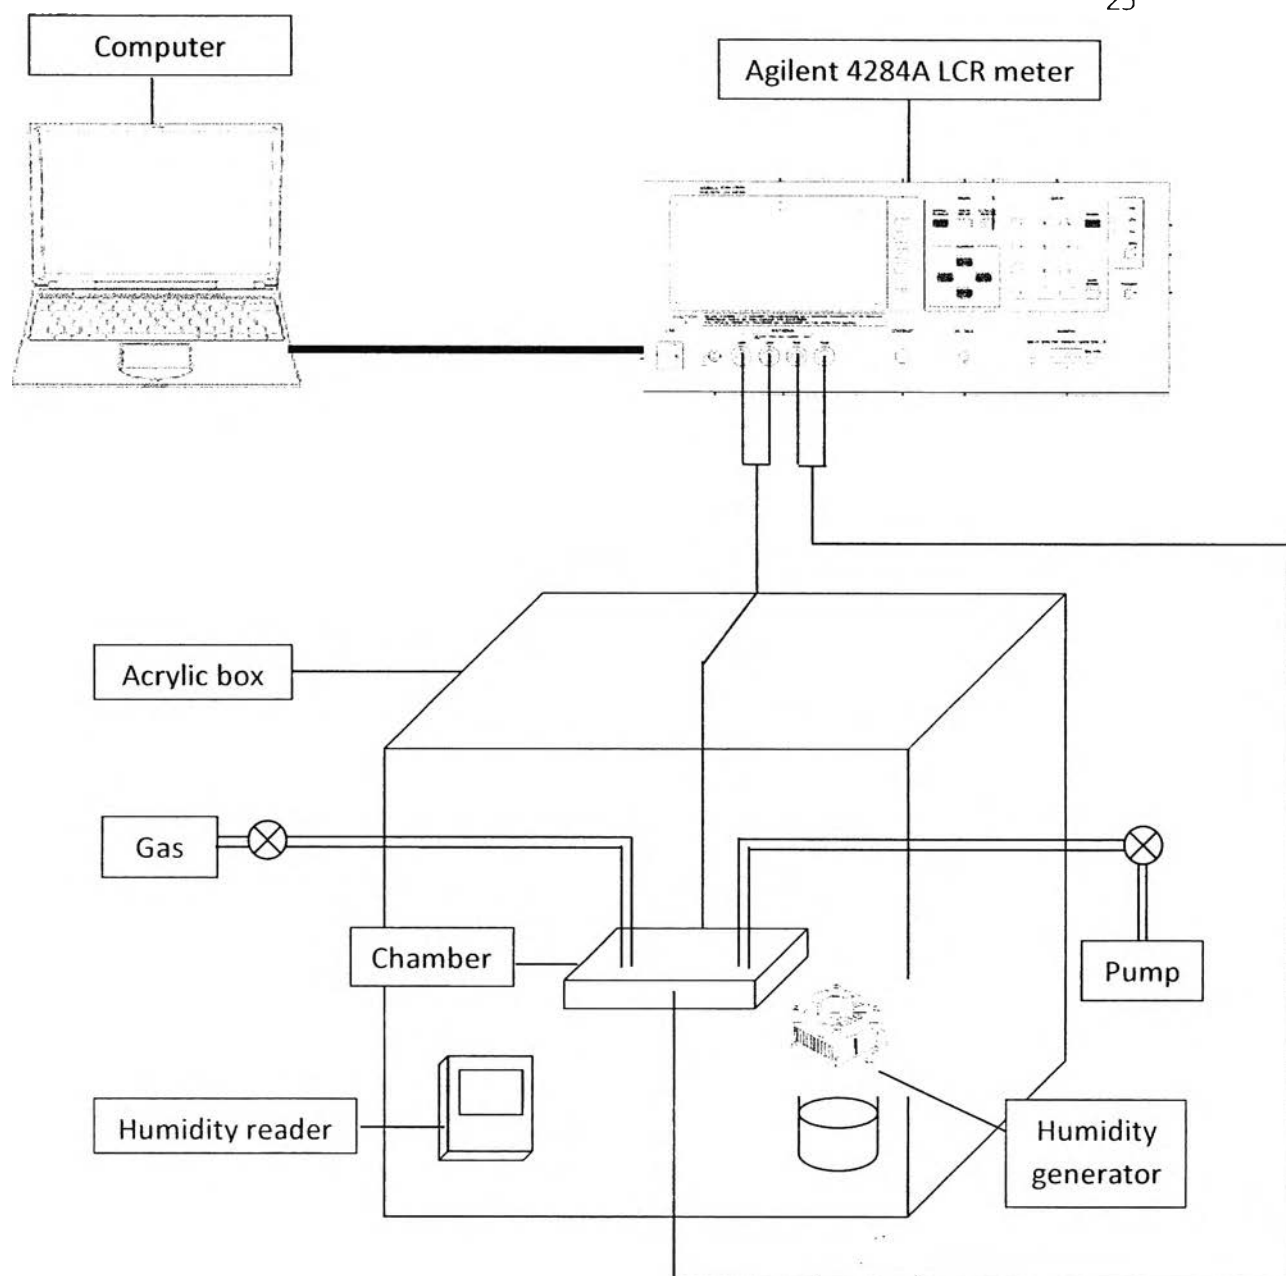 25
Computer
Agilent 4284A LCR meter
Acrylic box
Gas
Chamber
Pump
Humidity reader
Humidity
generator